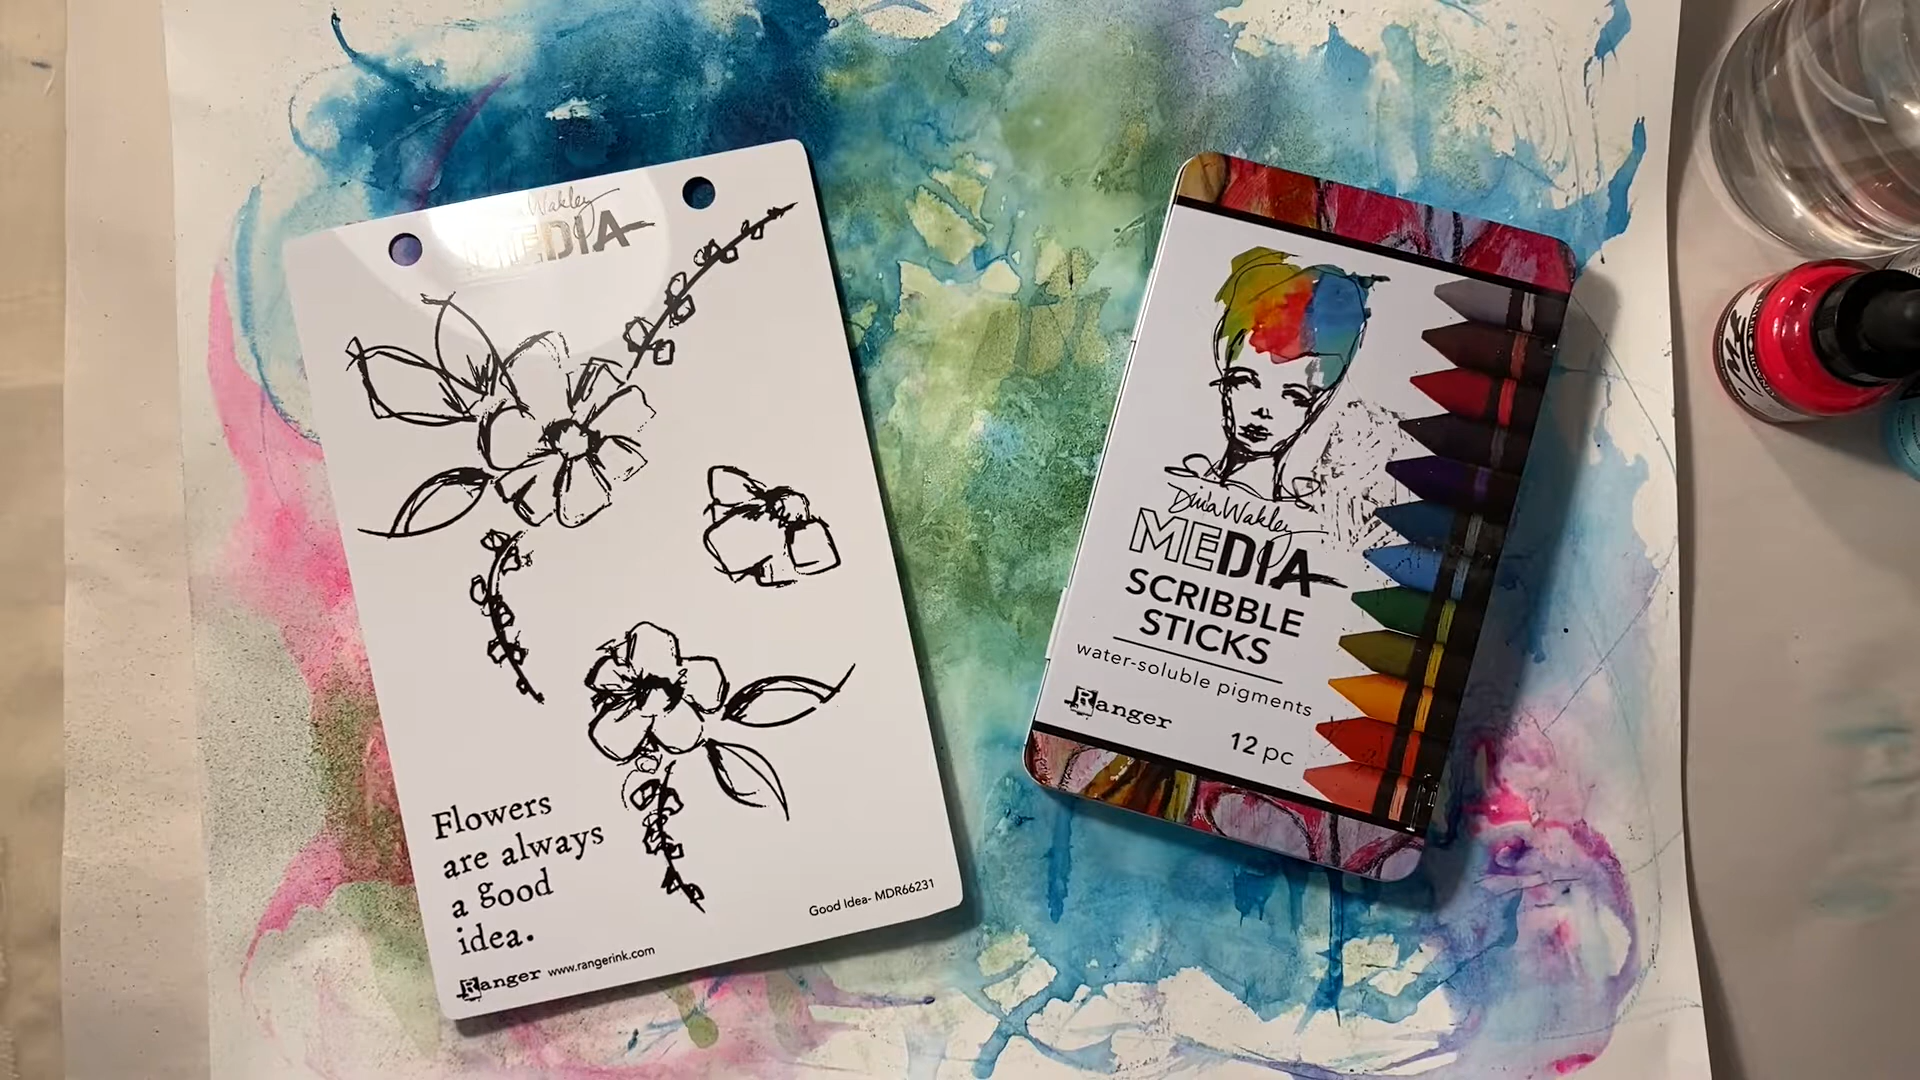 Dina Wakley
MEDIA
Flowers
are always
a good
idea.
Ranger www.rangerink.com
Good Idea- MDR66231
Dina Wakley
MEDIA
SCRIBBLE
STICKS
water-soluble pigments
Ranger
12 pc